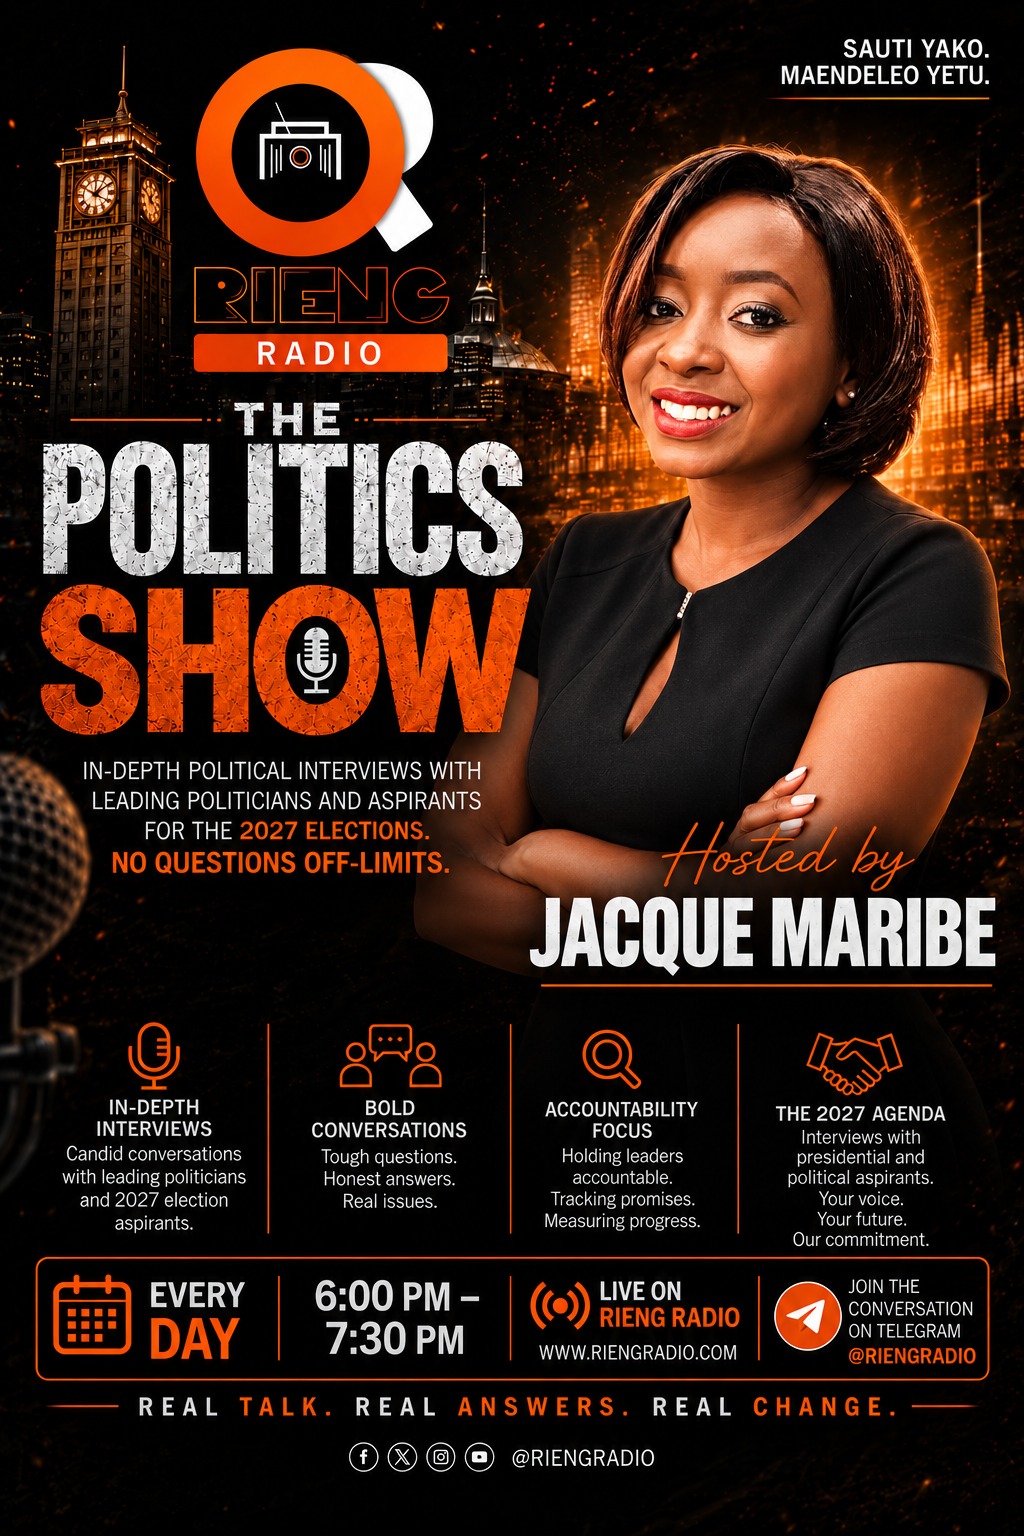 SAUTI YAKO.
MAENDELEO YETU.
R
RIENG
RADIO
THE
POLITICS
SHOW
IN-DEPTH POLITICAL INTERVIEWS WITH
LEADING POLITICIANS AND ASPIRANTS
FOR THE 2027 ELECTIONS.
NO QUESTIONS OFF-LIMITS.
Hosted by
JACQUE MARIBE
IN-DEPTH
INTERVIEWS
Candid conversations
with leading politicians
and 2027 election
aspirants.
BOLD
CONVERSATIONS
Tough questions.
Honest answers.
Real issues.
ACCOUNTABILITY
FOCUS
Holding leaders
accountable.
Tracking promises.
Measuring progress.
THE 2027 AGENDA
Interviews with
presidential and
political aspirants.
Your voice.
Your future.
Our commitment.
EVERY
DAY
6:00 PM –
7:30 PM
LIVE ON
RIENG RADIO
WWW.RIENGRADIO.COM
JOIN THE
CONVERSATION
ON TELEGRAM
@RIENGRADIO
REAL TALK. REAL ANSWERS. REAL CHANGE.
@RIENGRADIO